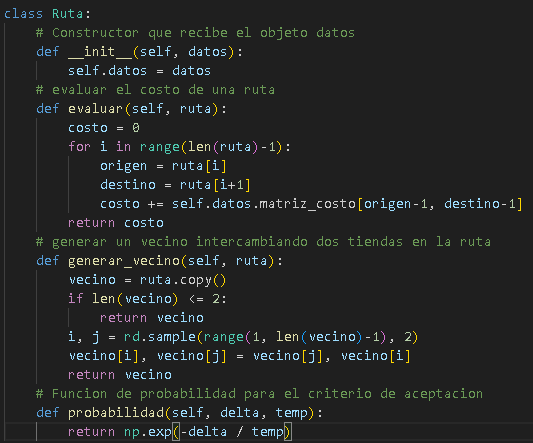 class Ruta:
    # Constructor que recibe el objeto datos
    def __init__(self, datos):
        self.datos = datos
    # evaluar el costo de una ruta
    def evaluar(self, ruta):
        costo = 0
        for i in range(len(ruta)-1):
            origen = ruta[i]
            destino = ruta[i+1]
            costo += self.datos.matriz_costo[origen-1, destino-1]
        return costo
    # generar un vecino intercambiando dos tiendas en la ruta
    def generar_vecino(self, ruta):
        vecino = ruta.copy()
        if len(vecino) <= 2:
            return vecino
        i, j = rd.sample(range(1, len(vecino)-1), 2)
        vecino[i], vecino[j] = vecino[j], vecino[i]
        return vecino
    # Funcion de probabilidad para el criterio de aceptacion
    def probabilidad(self, delta, temp):
        return np.exp(-delta / temp)